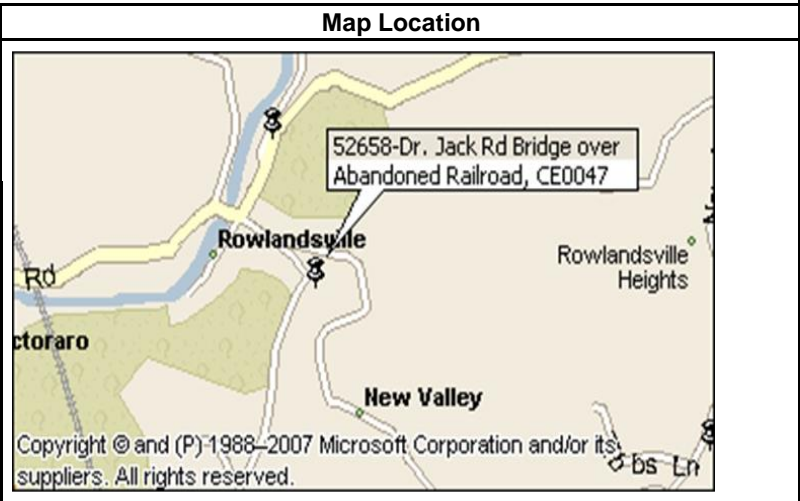 Map Location
52658-Dr. Jack Rd Bridge over
Abandoned Railroad, CE0047
Rowlandsville
Rowlandsville
Heights
Rd
ctoraro
New Valley
Copyright © and (P) 1988–2007 Microsoft Corporation and/or its
suppliers. All rights reserved.
bs Ln